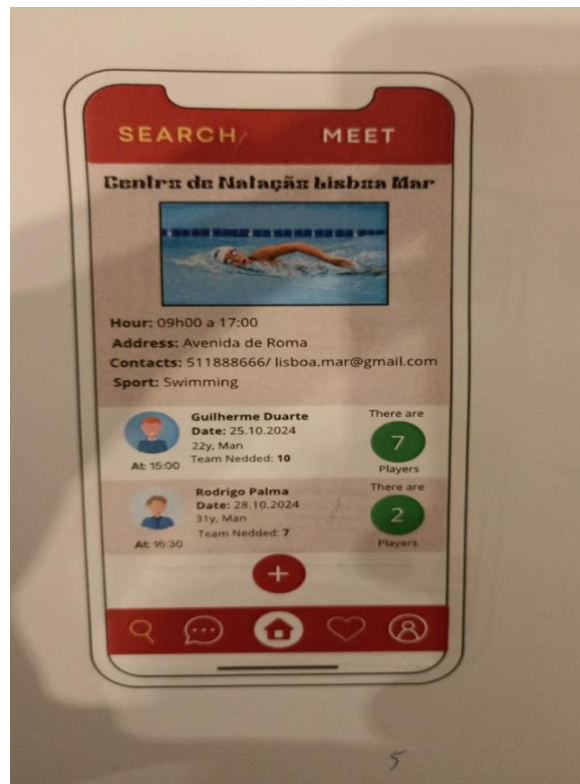 SEARCH MEET
Centro de Natação Lisboa Mar
Hour: 09h00 a 17:00
Address: Avenida de Roma
Contacts: 511888666/ lisboa.mar@gmail.com
Sport: Swimming
Guilherme Duarte
Date: 25.10.2024
22y, Man
Team Nedded: 10
At: 15:00
There are
7
Players
Rodrigo Palma
Date: 28.10.2024
31y, Man
Team Nedded: 7
At: 16:30
There are
2
Players
+
5